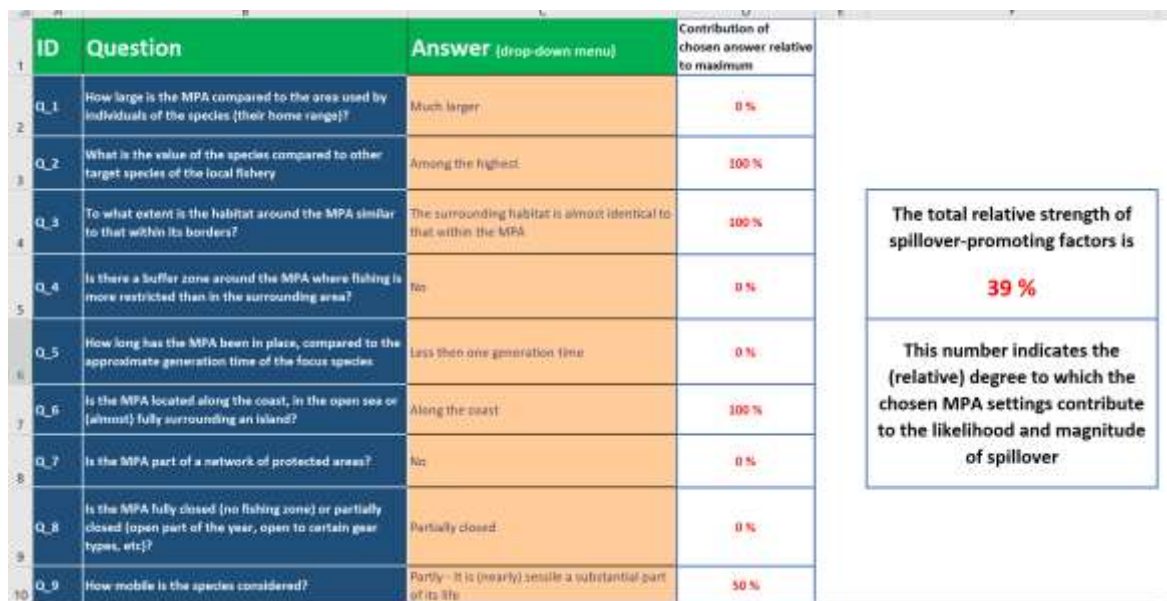 ID Question Answer (drop-down menu) Contribution of
chosen answer relative
to maximum
1
Q_1 How large is the MPA compared to the area used by
individuals of the species (their home range)? Much larger 0 %
2
Q_2 What is the value of the species compared to other
target species of the local fishery Among the highest 100 %
3
Q_3 To what extent is the habitat around the MPA similar
to that within its borders? The surrounding habitat is almost identical to
that within the MPA 100 %
4
Q_4 Is there a buffer zone around the MPA where fishing is
more restricted than in the surrounding area? No 0 %
5
Q_5 How long has the MPA been in place, compared to the
approximate generation time of the focus species Less then one generation time 0 %
6
Q_6 Is the MPA located along the coast, in the open sea or
(almost) fully surrounding an island? Along the coast 100 %
7
Q_7 Is the MPA part of a network of protected areas? No 0 %
8
Q_8 Is the MPA fully closed (no fishing zone) or partially
closed (open part of the year, open to certain gear
types, etc)? Partially closed 0 %
9
Q_9 How mobile is the species considered? Partly - It is (nearly) sessile a substantial part
of its life 50 %
10
The total relative strength of
spillover-promoting factors is
39 %
This number indicates the
(relative) degree to which the
chosen MPA settings contribute
to the likelihood and magnitude
of spillover